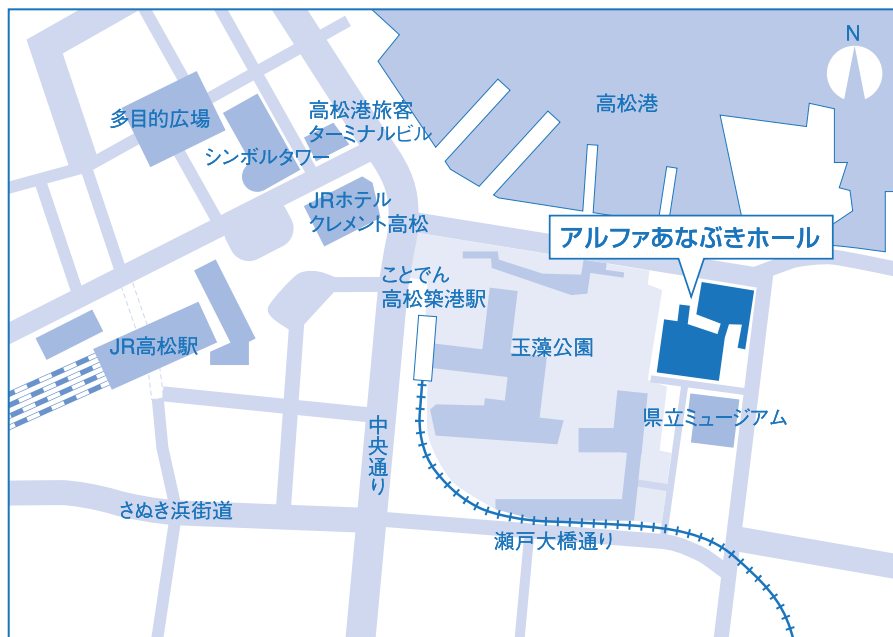 N
高松港
高松港旅客
ターミナルビル
多目的広場
シンボルタワー
JRホテル
クレメント高松
アルファあなぶきホール
ことでん
高松築港駅
JR高松駅
玉藻公園
県立ミュージアム
中央通り
さぬき浜街道
瀬戸大橋通り